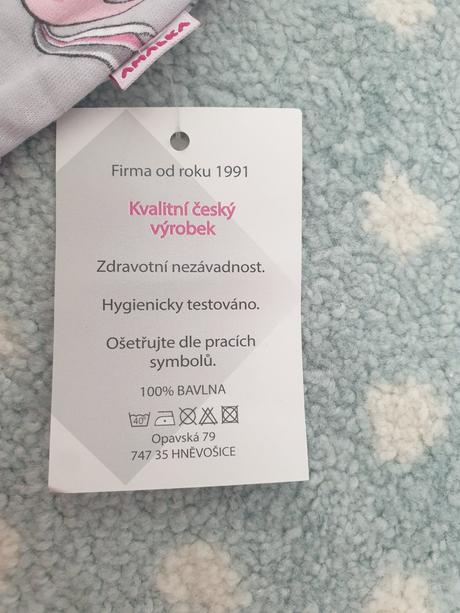 AMÁLKA
Firma od roku 1991
Kvalitní český
výrobek
Zdravotní nezávadnost.
Hygienicky testováno.
Ošetřujte dle pracích
symbolů.
100% BAVLNA
40°
Opavská 79
747 35 HNĚVOŠICE